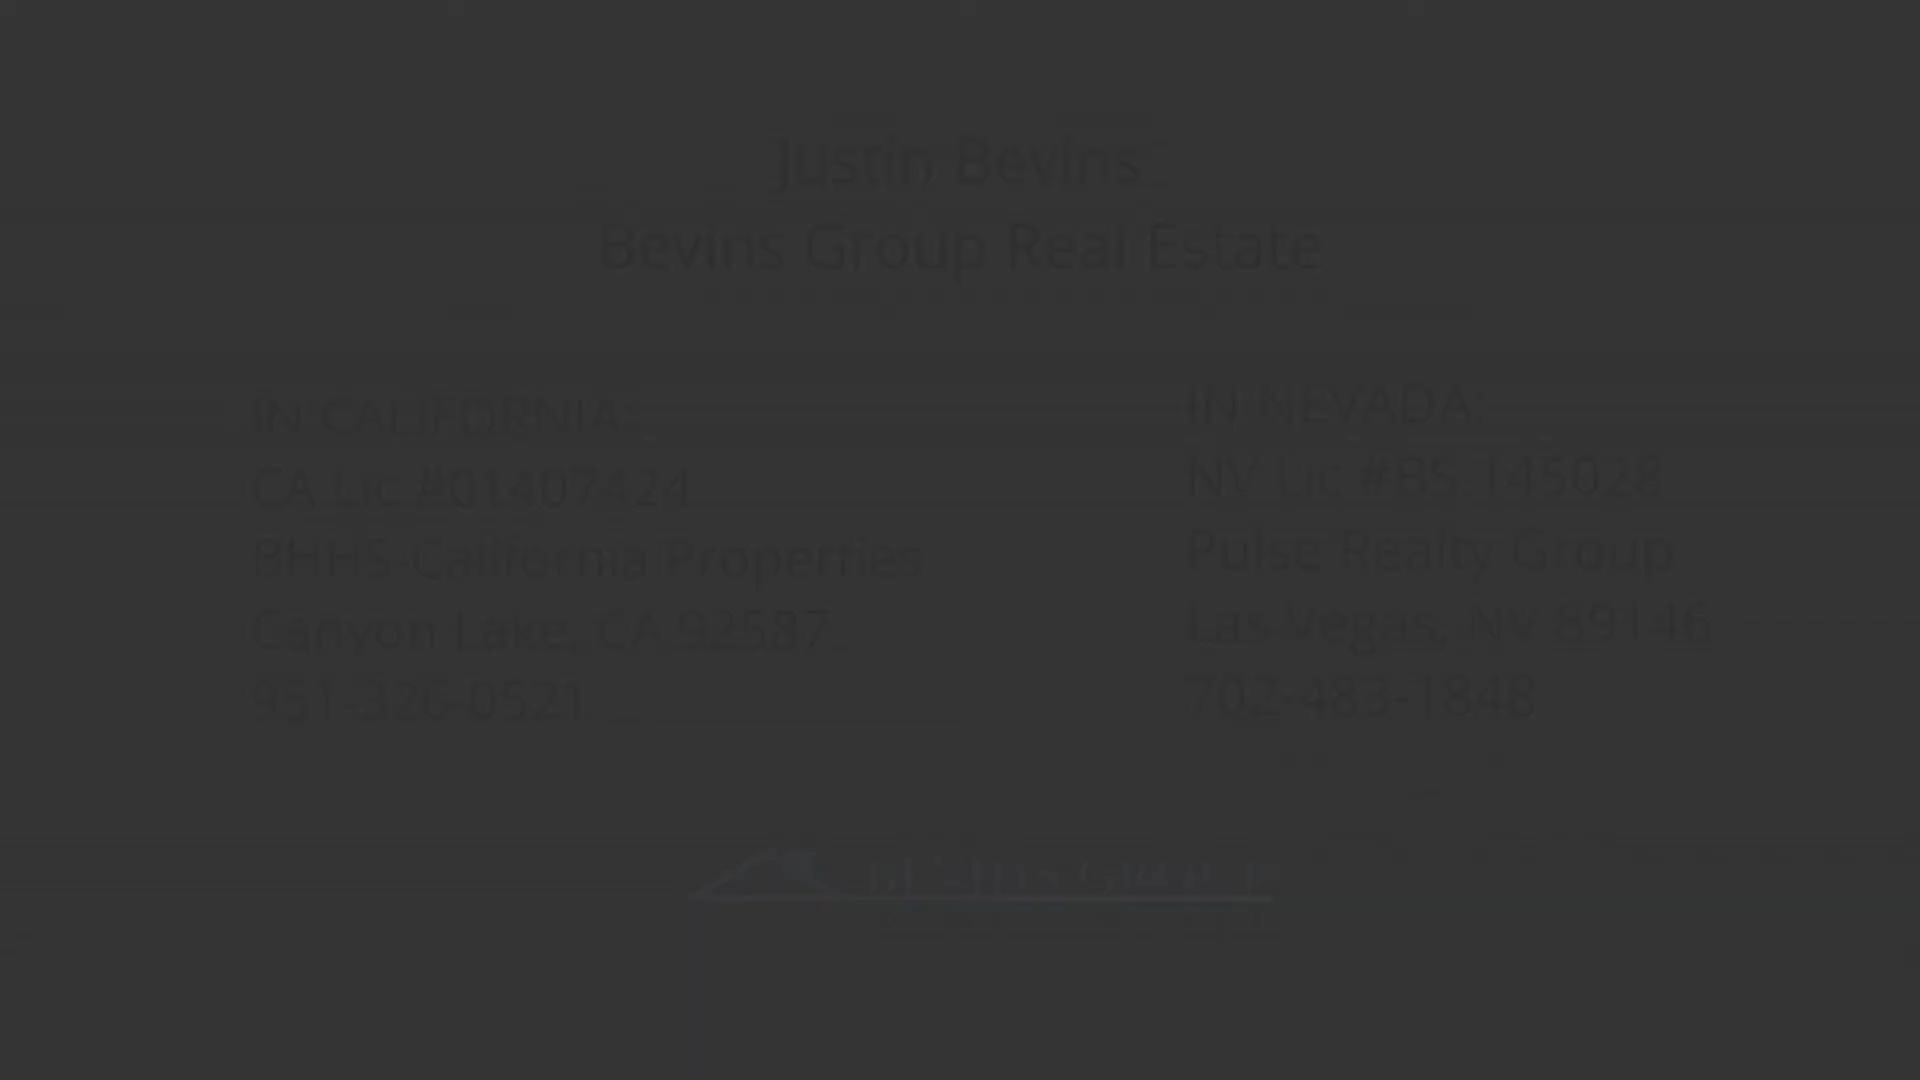 Justin Bevins
Bevins Group Real Estate
IN CALIFORNIA:
CA Lic #01407424
BHHS-California Properties
Canyon Lake, CA 92587
951-326-0521
IN NEVADA:
NV Lic #BS.145028
Pulse Realty Group
Las Vegas, NV 89146
702-483-1848